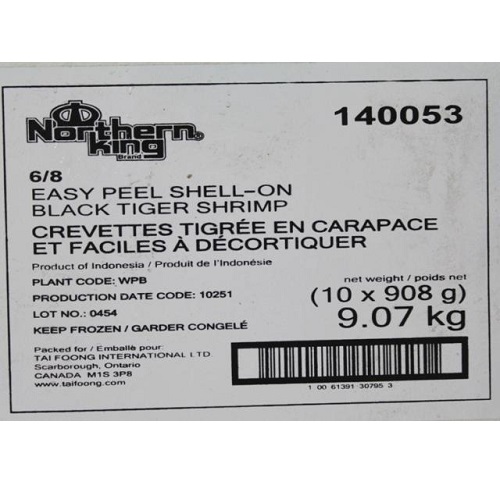 Northern
King®
Brand
140053
6/8
EASY PEEL SHELL-ON
BLACK TIGER SHRIMP
CREVETTES TIGRÉE EN CARAPACE
ET FACILES À DÉCORTIQUER
Product of Indonesia / Produit de l'Indonésie
PLANT CODE: WPB
PRODUCTION DATE CODE: 10251
LOT NO.: 0454
KEEP FROZEN / GARDER CONGELÉ
net weight / poids net
(10 x 908 g)
9.07 kg
Packed for / Emballé pour:
TAI FOONG INTERNATIONAL LTD
Scarborough, Ontario
CANADA M1S 3P8
www.taifoong.com
1 00 61391 30795 3